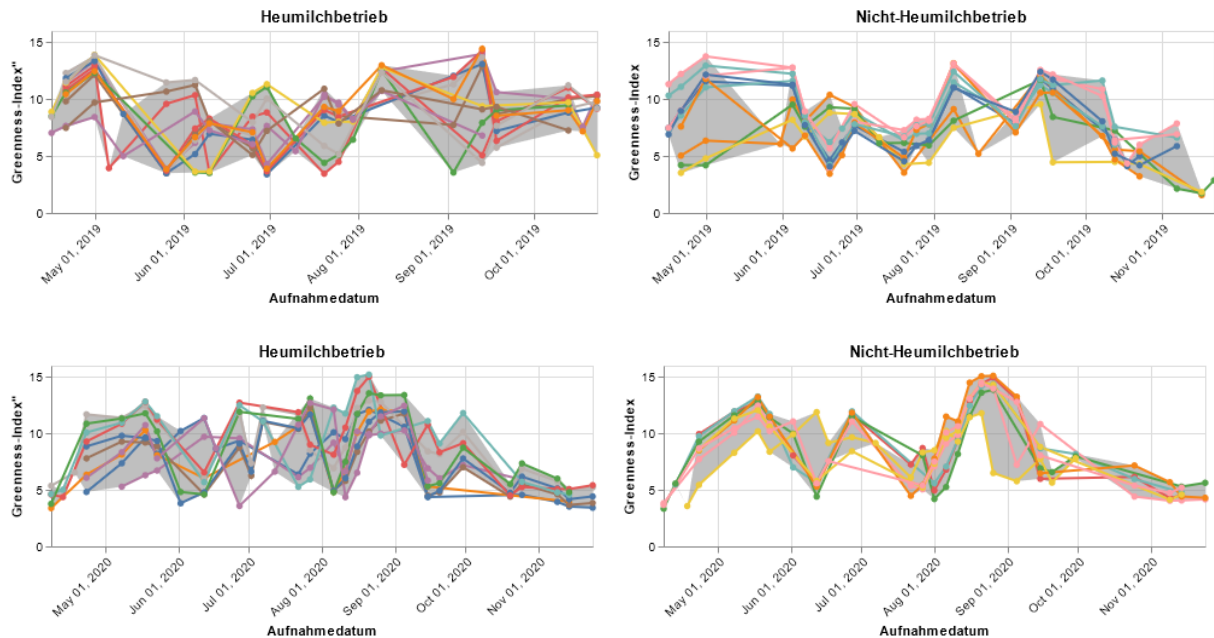 Heumilchbetrieb
Greenness-Index"
15
10
5
0
May 01, 2019
Jun 01, 2019
Jul 01, 2019
Aug 01, 2019
Sep 01, 2019
Oct 01, 2019
Aufnahmedatum
Nicht-Heumilchbetrieb
Greenness-Index
15
10
5
0
May 01, 2019
Jun 01, 2019
Jul 01, 2019
Aug 01, 2019
Sep 01, 2019
Oct 01, 2019
Nov 01, 2019
Aufnahmedatum
Heumilchbetrieb
Greenness-Index"
15
10
5
0
May 01, 2020
Jun 01, 2020
Jul 01, 2020
Aug 01, 2020
Sep 01, 2020
Oct 01, 2020
Nov 01, 2020
Aufnahmedatum
Nicht-Heumilchbetrieb
Greenness-Index
15
10
5
0
May 01, 2020
Jun 01, 2020
Jul 01, 2020
Aug 01, 2020
Sep 01, 2020
Oct 01, 2020
Nov 01, 2020
Aufnahmedatum